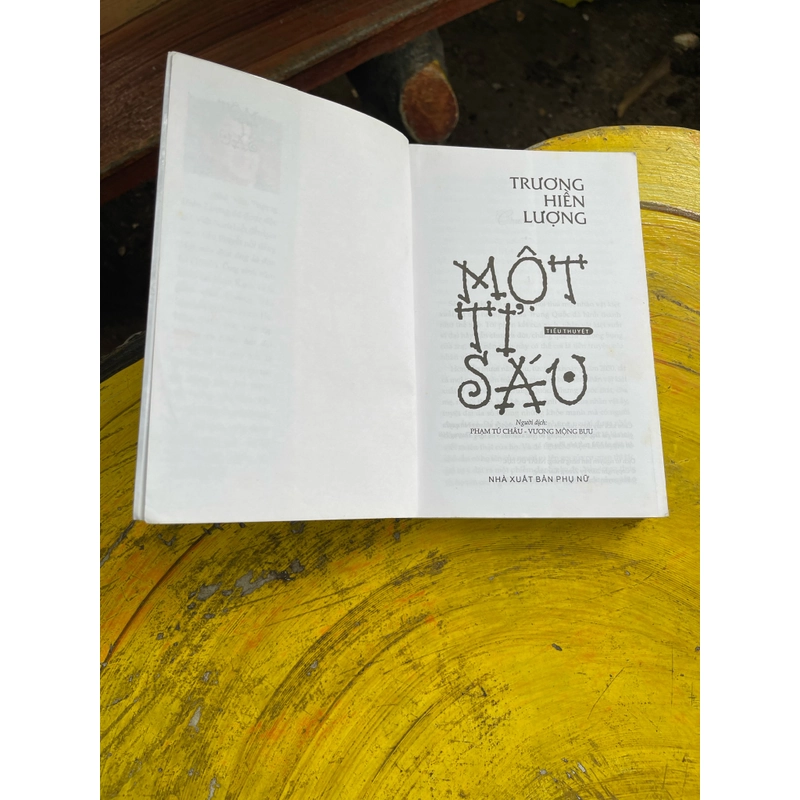 TRƯƠNG
HIỀN
LƯỢNG
MỘT
TỈ
TIỂU THUYẾT
SÁU
Người dịch:
PHẠM TÚ CHÂU - VƯƠNG MỘNG BƯU
NHÀ XUẤT BẢN PHỤ NỮ